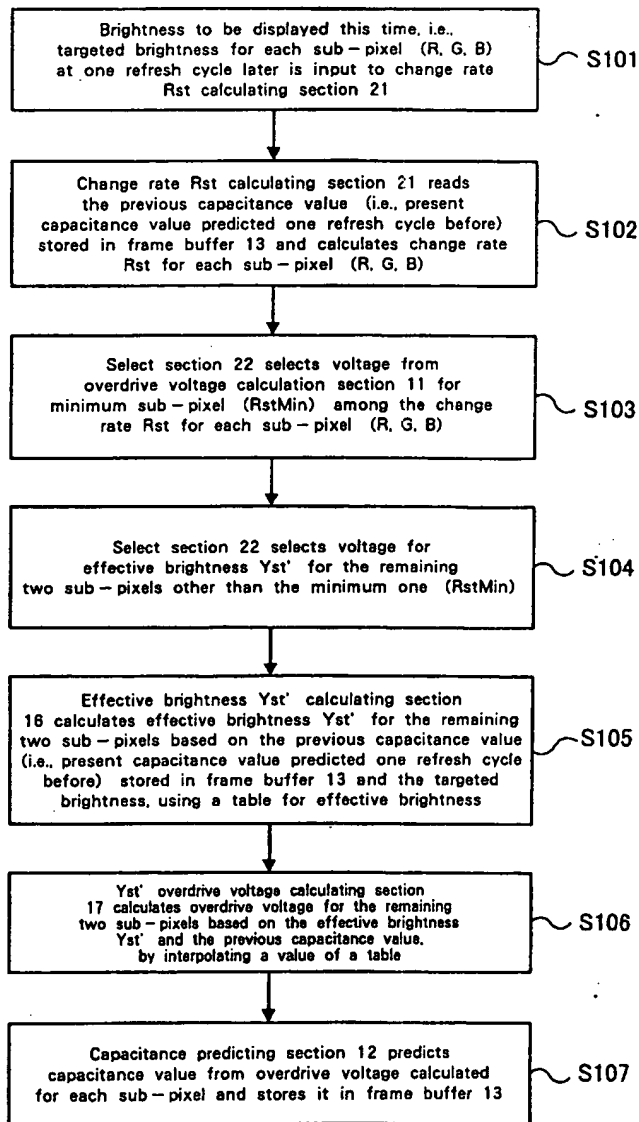 Brightness to be displayed this time, i.e.,
targeted brightness for each sub-pixel (R, G, B)
at one refresh cycle later is input to change rate
Rst calculating section 21
S101
Change rate Rst calculating section 21 reads
the previous capacitance value (i.e., present
capacitance value predicted one refresh cycle before)
stored in frame buffer 13 and calculates change rate
Rst for each sub-pixel (R, G, B)
S102
Select section 22 selects voltage from
overdrive voltage calculation section 11 for
minimum sub-pixel (RstMin) among the change
rate Rst for each sub-pixel (R, G, B)
S103
Select section 22 selects voltage for
effective brightness Yst' for the remaining
two sub-pixels other than the minimum one (RstMin)
S104
Effective brightness Yst' calculating section
16 calculates effective brightness Yst' for the remaining
two sub-pixels based on the previous capacitance value
(i.e., present capacitance value predicted one refresh cycle
before) stored in frame buffer 13 and the targeted
brightness, using a table for effective brightness
S105
Yst' overdrive voltage calculating section
17 calculates overdrive voltage for the remaining
two sub-pixels based on the effective brightness
Yst' and the previous capacitance value,
by interpolating a value of a table
S106
Capacitance predicting section 12 predicts
capacitance value from overdrive voltage calculated
for each sub-pixel and stores it in frame buffer 13
S107